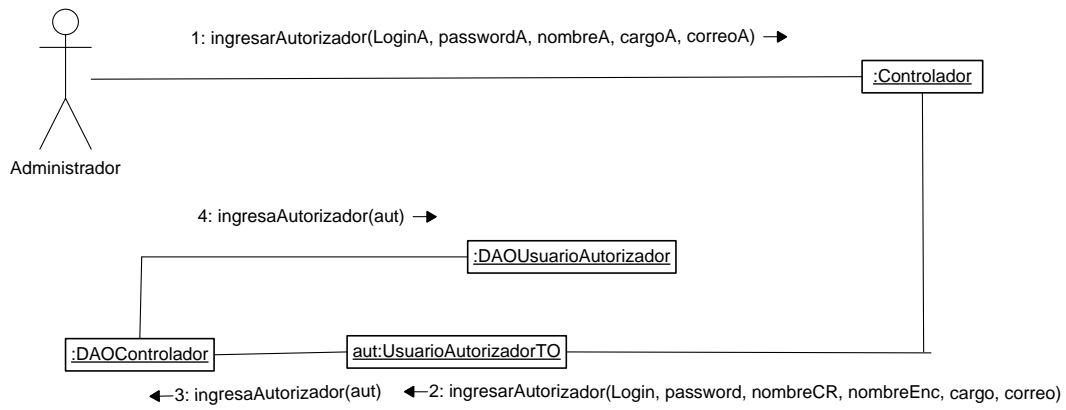 1: ingresarAutorizador(LoginA, passwordA, nombreA, cargoA, correoA)
:Controlador
Administrador
4: ingresaAutorizador(aut)
:DAOUsuarioAutorizador
:DAOControlador
aut:UsuarioAutorizadorTO
3: ingresaAutorizador(aut)
2: ingresarAutorizador(Login, password, nombreCR, nombreEnc, cargo, correo)